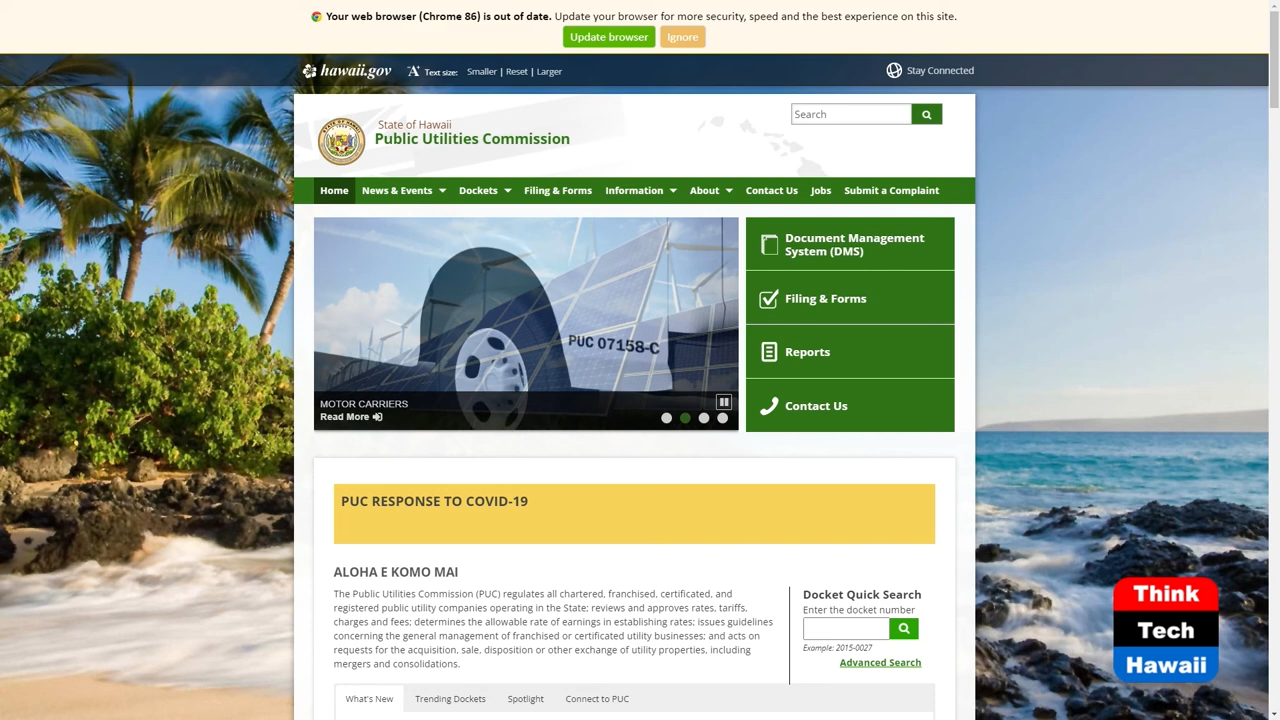 Your web browser (Chrome 86) is out of date. Update your browser for more security, speed and the best experience on this site.
Update browser Ignore
hawaii.gov Text size: Smaller | Reset | Larger Stay Connected
Search
State of Hawaii
Public Utilities Commission
Home News & Events Dockets Filing & Forms Information About Contact Us Jobs Submit a Complaint
PUC 07158-C
MOTOR CARRIERS
Read More
Document Management
System (DMS)
Filing & Forms
Reports
Contact Us
PUC RESPONSE TO COVID-19
ALOHA E KOMO MAI
The Public Utilities Commission (PUC) regulates all chartered, franchised, certificated, and
registered public utility companies operating in the State; reviews and approves rates, tariffs,
charges and fees; determines the allowable rate of earnings in establishing rates; issues guidelines
concerning the general management of franchised or certificated utility businesses; and acts on
requests for the acquisition, sale, disposition or other exchange of utility properties, including
mergers and consolidations.
Docket Quick Search
Enter the docket number
Example: 2015-0027
Advanced Search
What's New Trending Dockets Spotlight Connect to PUC
Think
Tech
Hawaii